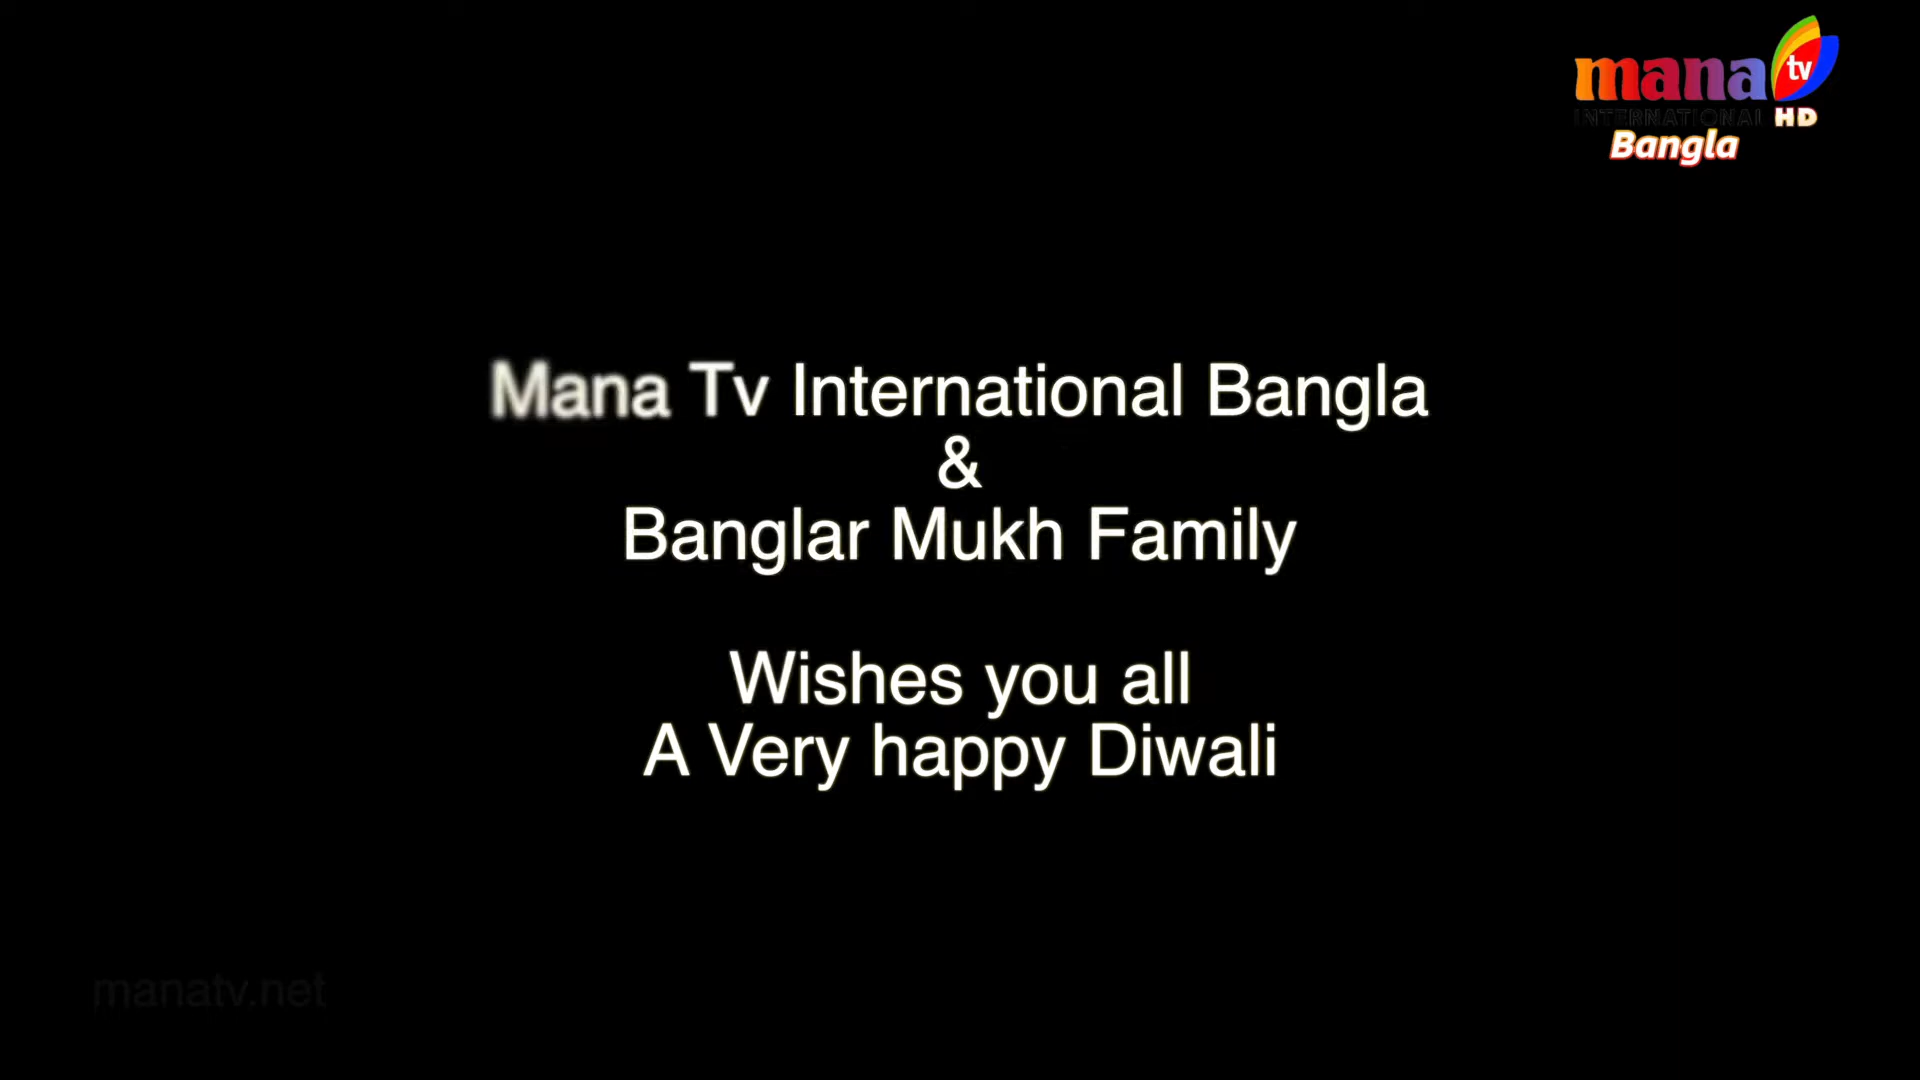 mana tv
INTERNATIONAL HD
Bangla
Mana Tv International Bangla
&
Banglar Mukh Family
Wishes you all
A Very happy Diwali
manatv.net